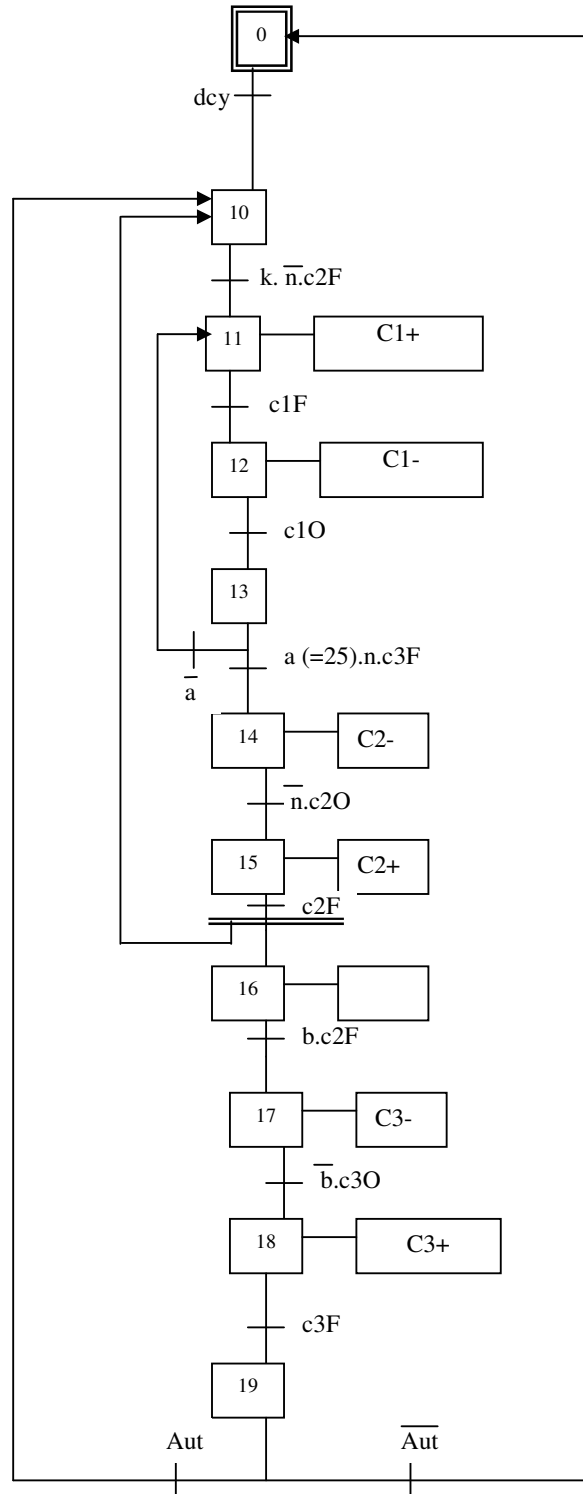 0
dcy
10
k. n̅.c2F
11 C1+
c1F
12 C1-
c1O
13
a̅ a (=25).n.c3F
14 C2-
n̅.c2O
15 C2+
c2F
16
b.c2F
17 C3-
b̅.c3O
18 C3+
c3F
19
Aut A̅u̅t̅